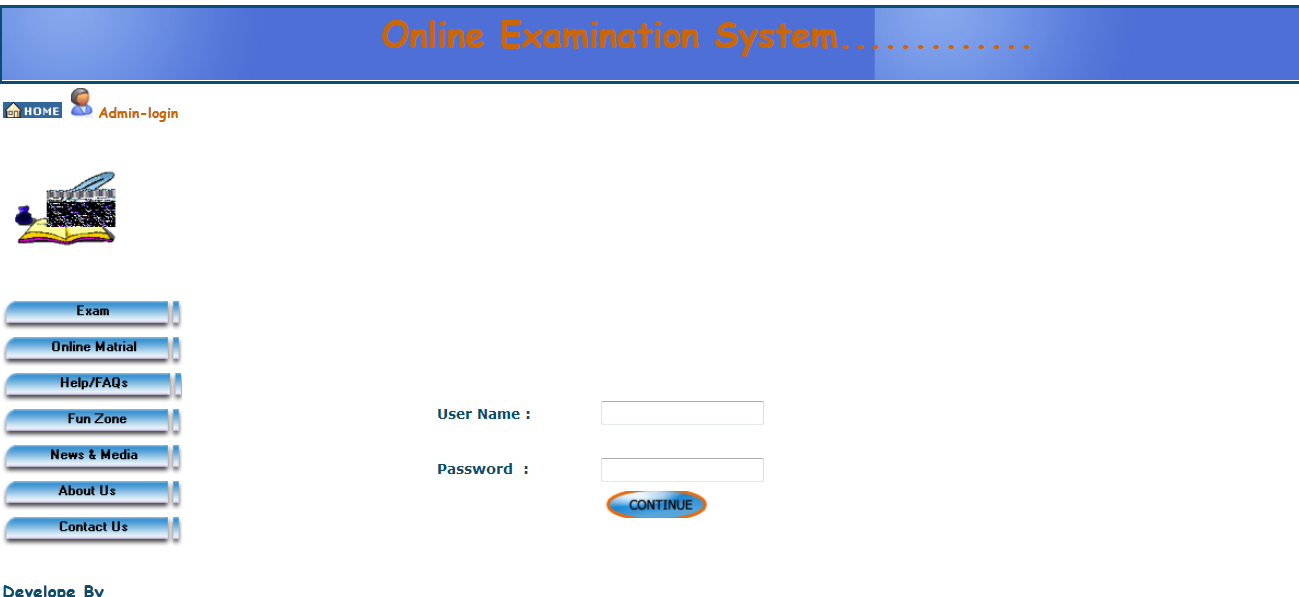 Online Examination System.............
HOME Admin-login
Exam
Online Matrial
Help/FAQs
Fun Zone
News & Media
About Us
Contact Us
User Name :
Password :
CONTINUE
Develope By